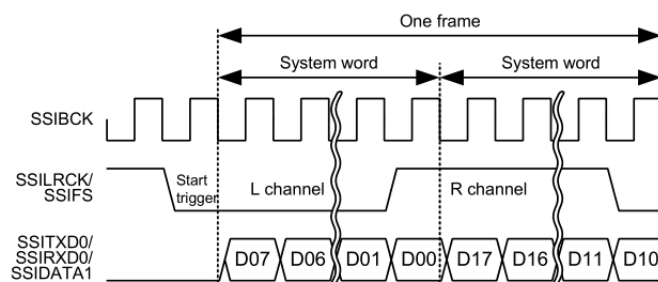 One frame
System word System word
SSIBCK
SSILRCK/
SSIFS
Start
trigger
L channel R channel
SSITXD0/
SSIRXD0/
SSIDATA1
D07 D06 D01 D00 D17 D16 D11 D10